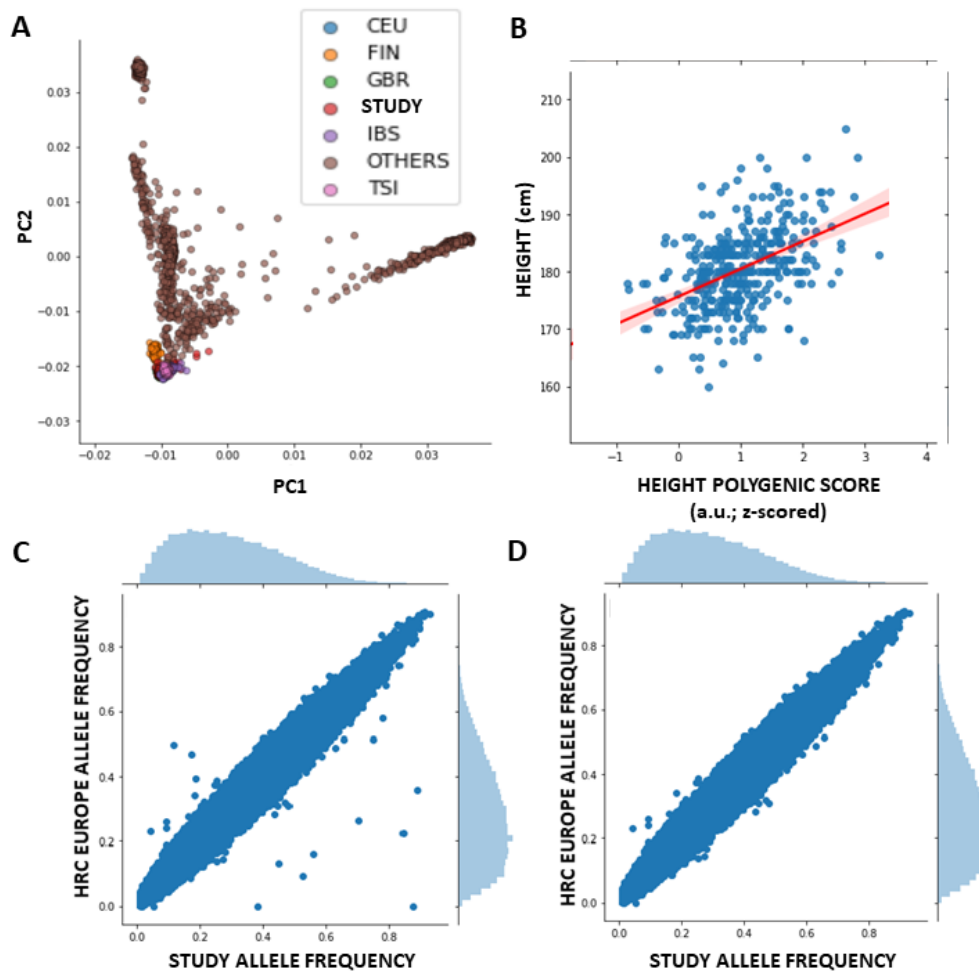 A
CEU
FIN
GBR
STUDY
IBS
OTHERS
TSI
PC2
0.03
0.02
0.01
0.00
−0.01
−0.02
−0.03
−0.02
−0.01
0.00
0.01
0.02
0.03
PC1
B
HEIGHT (cm)
210
200
190
180
170
160
−1
0
1
2
3
4
HEIGHT POLYGENIC SCORE
(a.u.; z-scored)
C
HRC EUROPE ALLELE FREQUENCY
0.8
0.6
0.4
0.2
0.0
0.0
0.2
0.4
0.6
0.8
STUDY ALLELE FREQUENCY
D
HRC EUROPE ALLELE FREQUENCY
0.8
0.6
0.4
0.2
0.0
0.0
0.2
0.4
0.6
0.8
STUDY ALLELE FREQUENCY